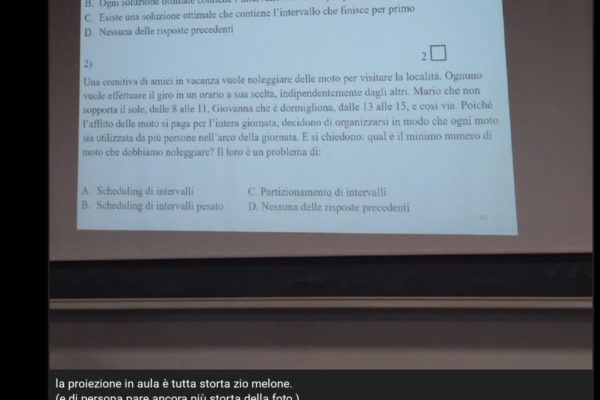 B. Ogni soluzione ottimale contiene l'intervallo
C. Esiste una soluzione ottimale che contiene l'intervallo che finisce per primo
D. Nessuna delle risposte precedenti
2)
2
Una comitiva di amici in vacanza vuole noleggiare delle moto per visitare la località. Ognuno
vuole effettuare il giro in un orario a sua scelta, indipendentemente dagli altri. Mario che non
sopporta il sole, dalle 8 alle 11, Giovanna che è dormigliona, dalle 13 alle 15, e così via. Poiché
l'affitto delle moto si paga per l'intera giornata, decidono di organizzarsi in modo che ogni moto
sia utilizzata da più persone nell'arco della giornata. E si chiedono: qual è il minimo numero di
moto che dobbiamo noleggiare? Il loro è un problema di:
A. Scheduling di intervalli
C. Partizionamento di intervalli
B. Scheduling di intervalli pesato
D. Nessuna delle risposte precedenti
la proiezione in aula è tutta storta zio melone.
(e di persona pare ancora più storta della foto.)